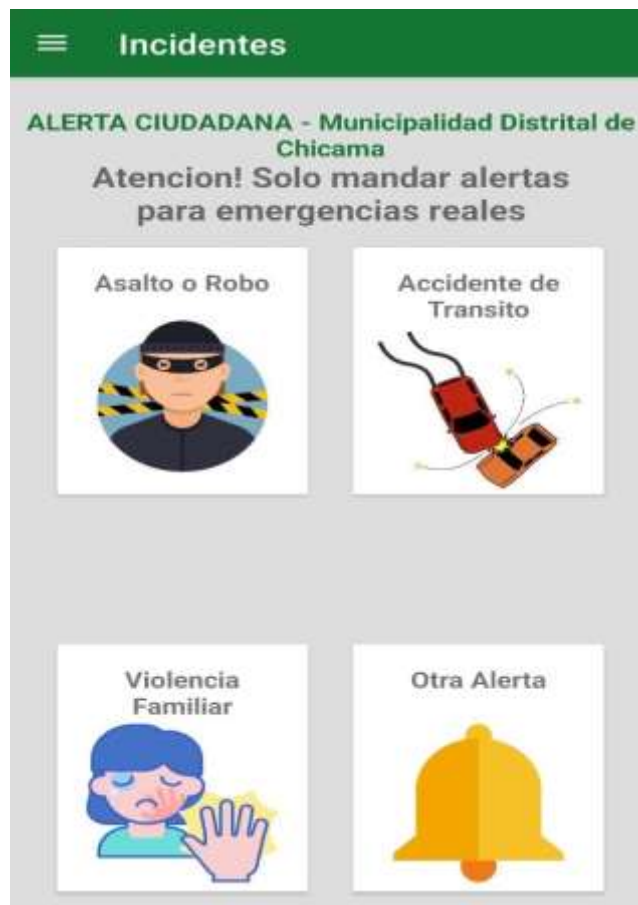 Incidentes
ALERTA CIUDADANA - Municipalidad Distrital de
Chicama
Atencion! Solo mandar alertas
para emergencias reales
Asalto o Robo
Accidente de
Transito
Violencia
Familiar
Otra Alerta